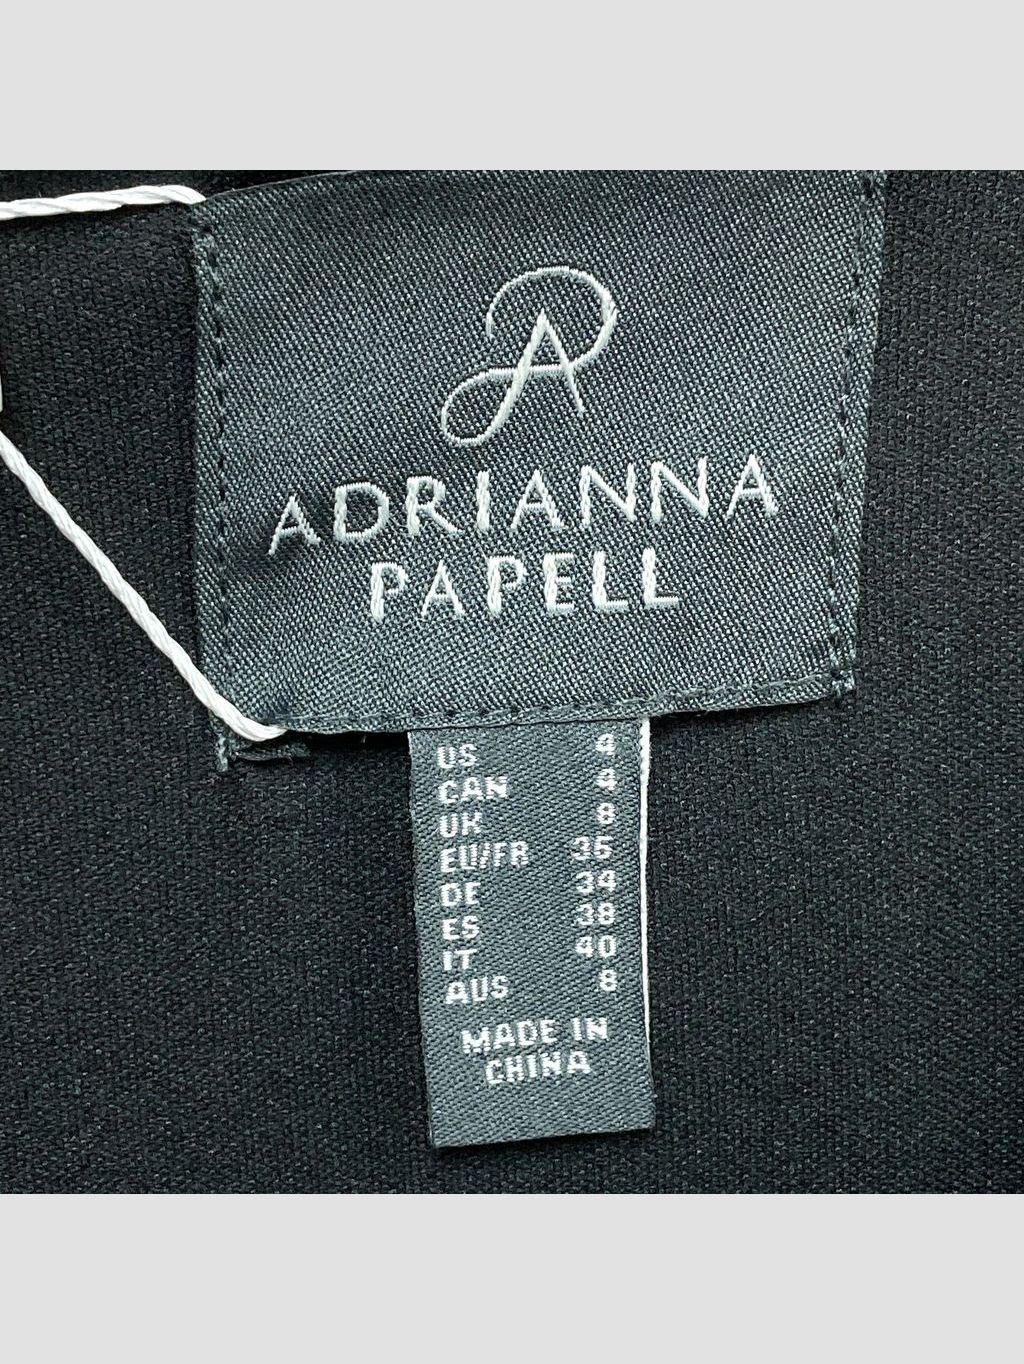 PA
ADRIANNA
PAPELL
US 4
CAN 4
UK 8
EU/FR 35
DE 34
ES 38
IT 40
AUS 8
MADE IN
CHINA